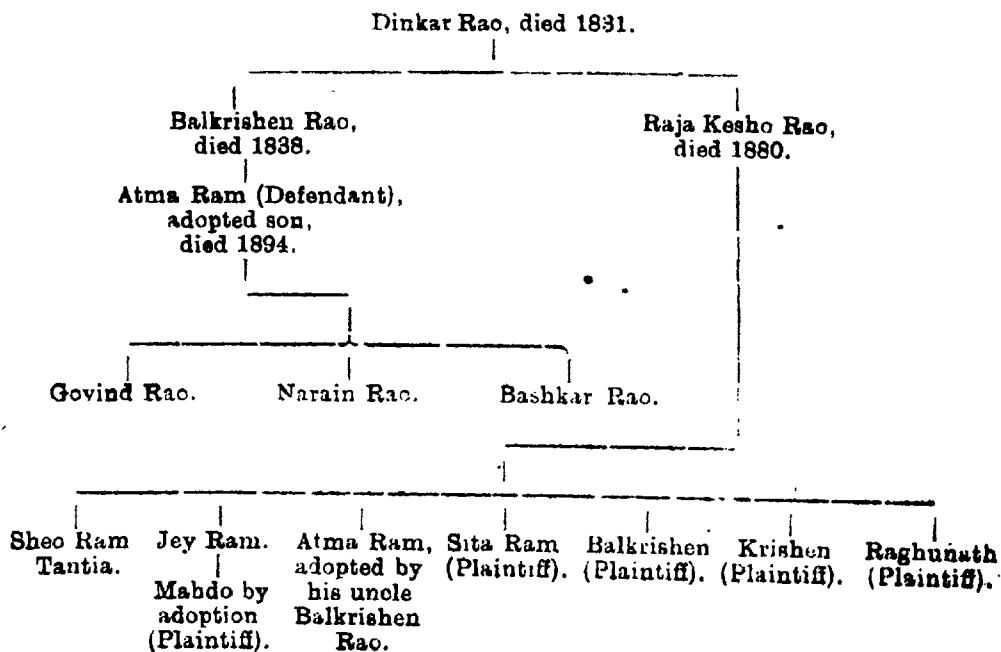 Dinkar Rao, died 1831.
Balkrishen Rao,
died 1838.
Raja Kesho Rao,
died 1880.
Atma Ram (Defendant),
adopted son,
died 1894.
Govind Rao.
Narain Rao.
Bashkar Rao.
Sheo Ram
Tantia.
Jey Ram.
Mahdo by
adoption
(Plaintiff).
Atma Ram,
adopted by
his uncle
Balkrishen
Rao.
Sita Ram
(Plaintiff).
Balkrishen
(Plaintiff).
Krishen
(Plaintiff).
Raghunath
(Plaintiff).